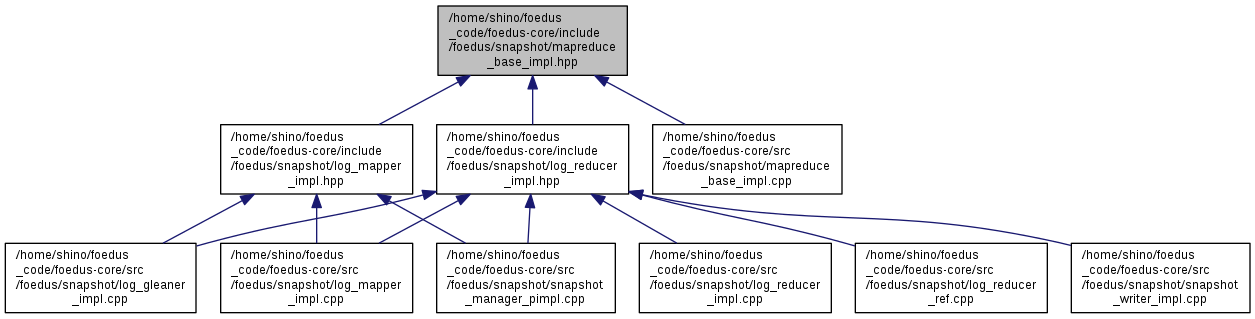 /home/shino/foedus
_code/foedus-core/include
/foedus/snapshot/mapreduce
_base_impl.hpp
/home/shino/foedus
_code/foedus-core/include
/foedus/snapshot/log_mapper
_impl.hpp
/home/shino/foedus
_code/foedus-core/include
/foedus/snapshot/log_reducer
_impl.hpp
/home/shino/foedus
_code/foedus-core/src
/foedus/snapshot/mapreduce
_base_impl.cpp
/home/shino/foedus
_code/foedus-core/src
/foedus/snapshot/log_gleaner
_impl.cpp
/home/shino/foedus
_code/foedus-core/src
/foedus/snapshot/log_mapper
_impl.cpp
/home/shino/foedus
_code/foedus-core/src
/foedus/snapshot/snapshot
_manager_pimpl.cpp
/home/shino/foedus
_code/foedus-core/src
/foedus/snapshot/log_reducer
_impl.cpp
/home/shino/foedus
_code/foedus-core/src
/foedus/snapshot/log_reducer
_ref.cpp
/home/shino/foedus
_code/foedus-core/src
/foedus/snapshot/snapshot
_writer_impl.cpp